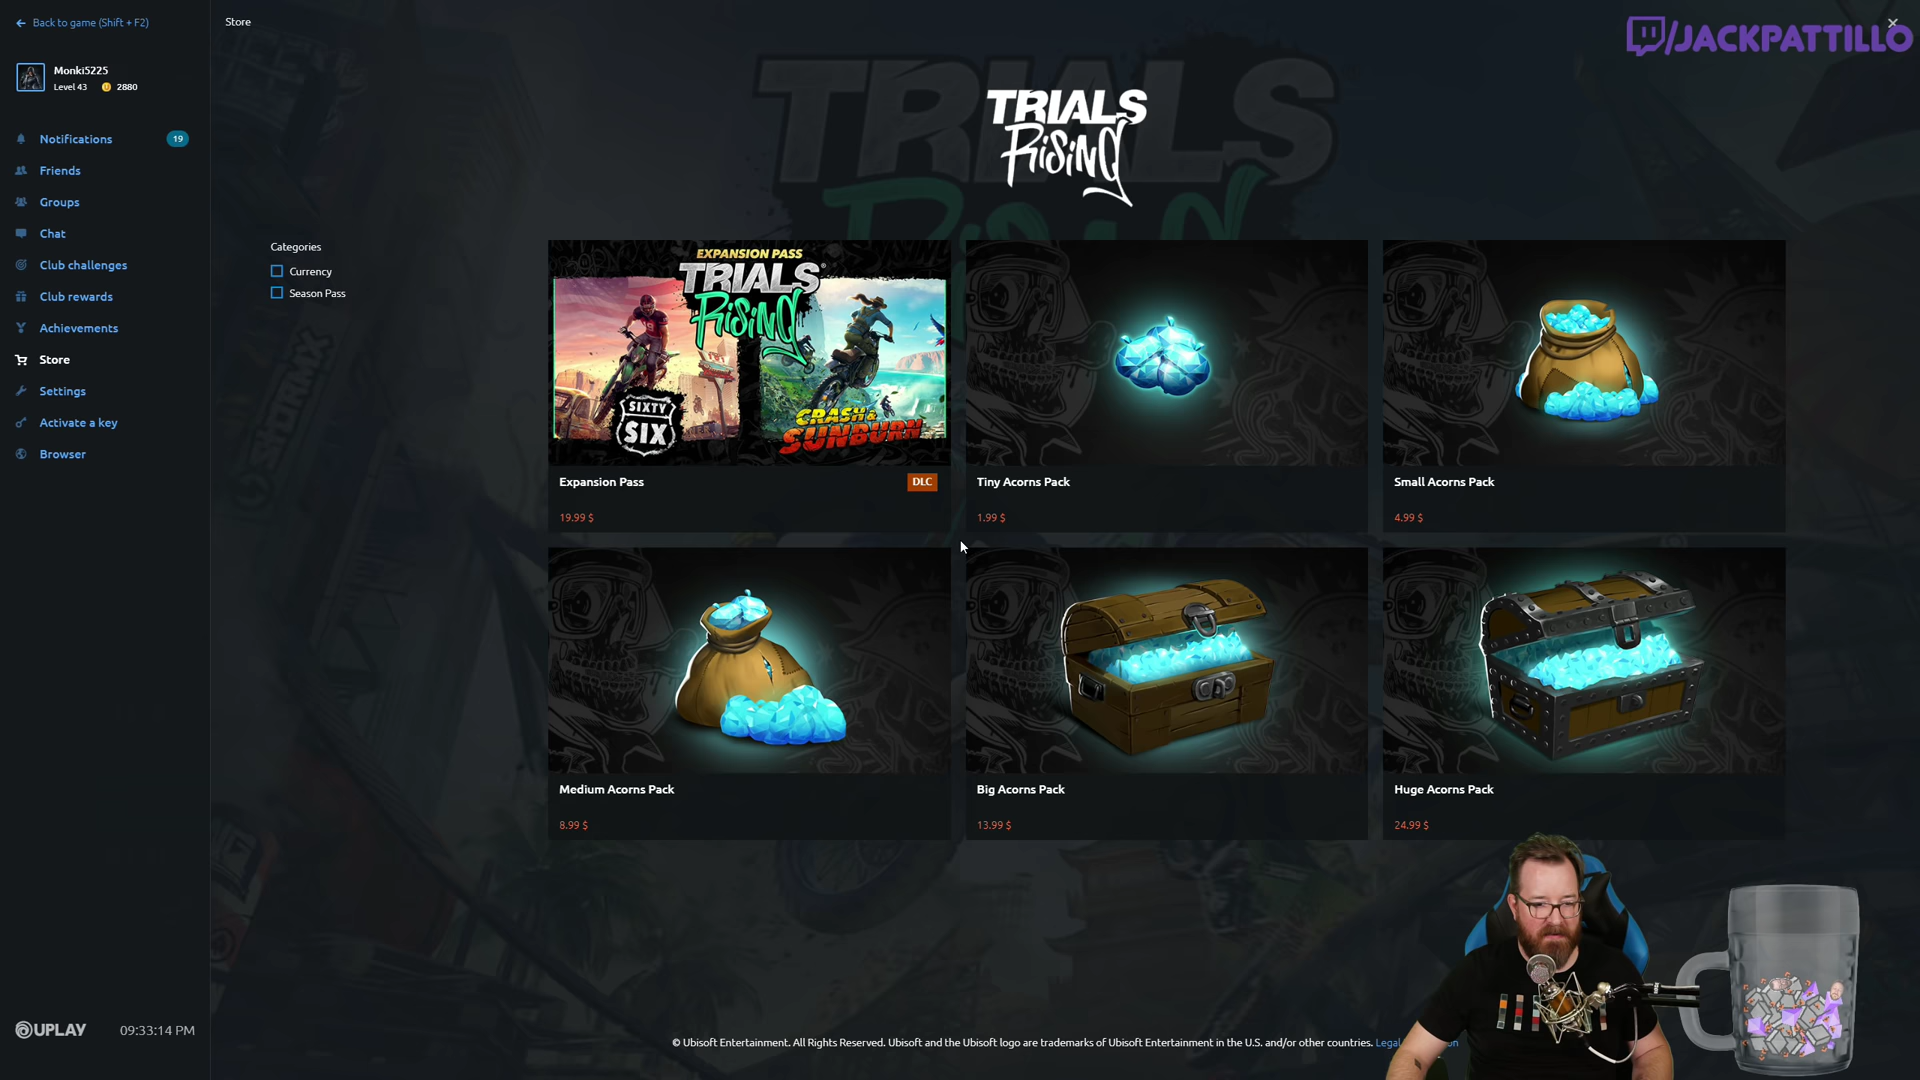 Back to game (Shift + F2)
Store
/JACKPATTILLO
Monki5225
Level 43 2880
Notifications 19
Friends
Groups
Chat
Club challenges
Club rewards
Achievements
Store
Settings
Activate a key
Browser
UPLAY 09:33:14 PM
TRIALS
RISING
TRIALS
RISING
Categories
Currency
Season Pass
EXPANSION PASS
TRIALS
RISING
SIXTY
SIX
CRASH &
SUNBURN
Expansion Pass DLC
19.99 $
Tiny Acorns Pack
1.99 $
Small Acorns Pack
4.99 $
Medium Acorns Pack
8.99 $
Big Acorns Pack
13.99 $
Huge Acorns Pack
24.99 $
© Ubisoft Entertainment. All Rights Reserved. Ubisoft and the Ubisoft logo are trademarks of Ubisoft Entertainment in the U.S. and/or other countries. Legal